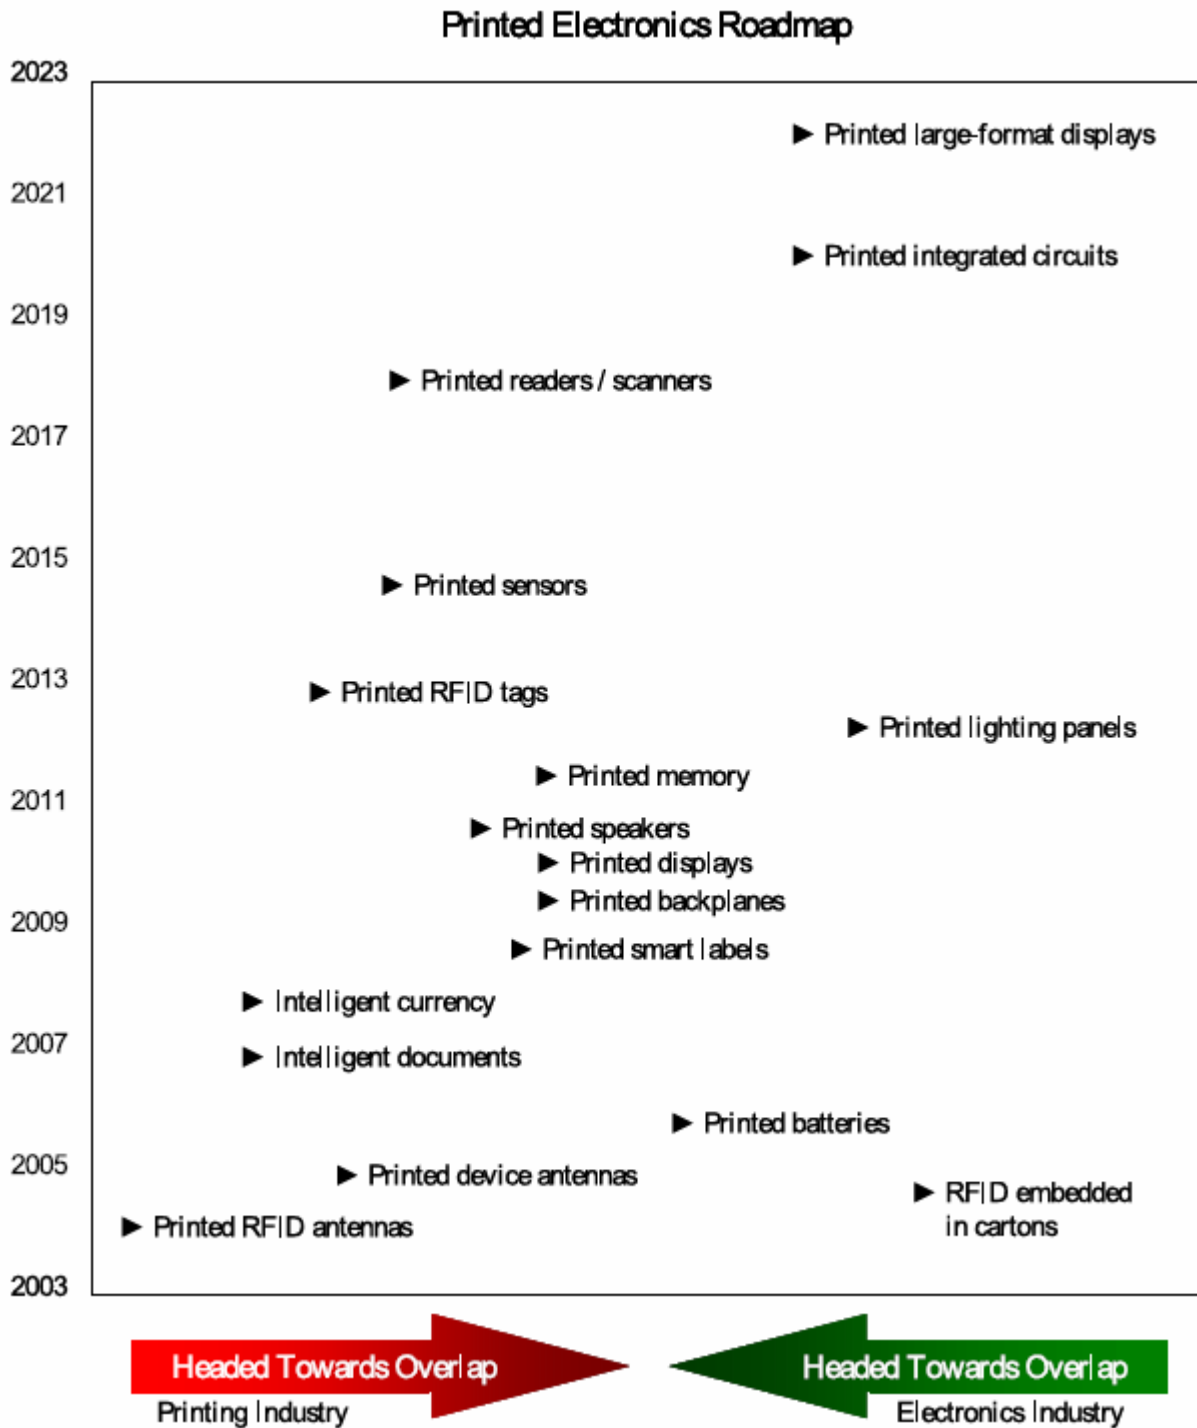 Printed Electronics Roadmap
2023
Printed large-format displays
2021
Printed integrated circuits
2019
Printed readers / scanners
2017
2015
Printed sensors
2013
Printed RFID tags
Printed lighting panels
Printed memory
2011
Printed speakers
Printed displays
Printed backplanes
2009
Printed smart labels
Intelligent currency
2007
Intelligent documents
Printed batteries
2005
Printed device antennas
RFID embedded
in cartons
Printed RFID antennas
2003
Headed Towards Overlap
Printing Industry
Headed Towards Overlap
Electronics Industry